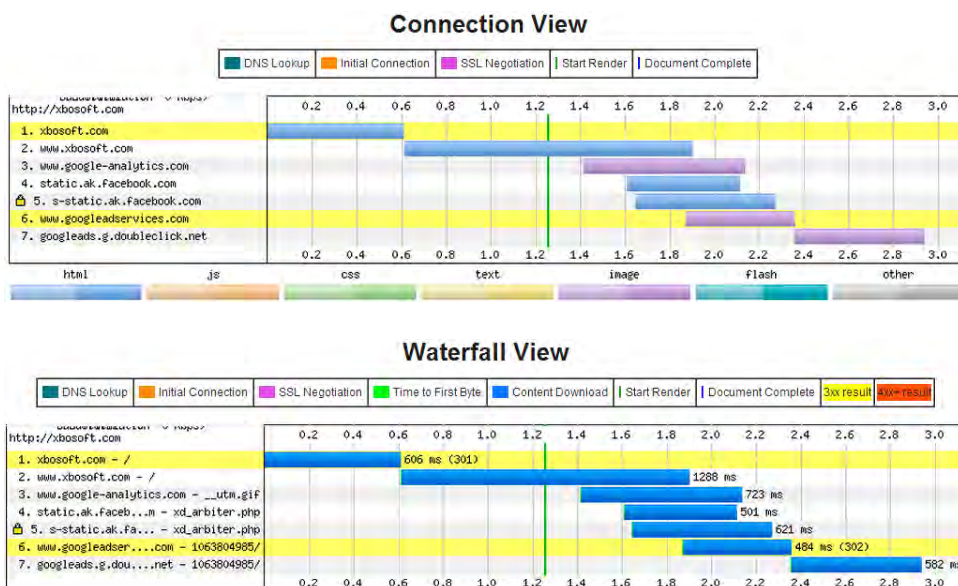 Connection View
DNS Lookup Initial Connection SSL Negotiation Start Render Document Complete
http://xbosoft.com 0.2 0.4 0.6 0.8 1.0 1.2 1.4 1.6 1.8 2.0 2.2 2.4 2.6 2.8 3.0
1. xbosoft.com
2. www.xbosoft.com
3. www.google-analytics.com
4. static.ak.facebook.com
5. s-static.ak.facebook.com
6. www.googleadservices.com
7. googleads.g.doubleclick.net
0.2 0.4 0.6 0.8 1.0 1.2 1.4 1.6 1.8 2.0 2.2 2.4 2.6 2.8 3.0
html js css text image flash other
Waterfall View
DNS Lookup Initial Connection SSL Negotiation Time to First Byte Content Download Start Render Document Complete 3xx result 4xx+ result
http://xbosoft.com 0.2 0.4 0.6 0.8 1.0 1.2 1.4 1.6 1.8 2.0 2.2 2.4 2.6 2.8 3.0
1. xbosoft.com - / 606 ms (301)
2. www.xbosoft.com - / 1288 ms
3. www.google-analytics.com - __utm.gif 723 ms
4. static.ak.faceb...m - xd_arbiter.php 501 ms
5. s-static.ak.fa... - xd_arbiter.php 621 ms
6. www.googleadser....com - 1063804985/ 484 ms (302)
7. googleads.g.dou....net - 1063804985/ 582 ms
0.2 0.4 0.6 0.8 1.0 1.2 1.4 1.6 1.8 2.0 2.2 2.4 2.6 2.8 3.0